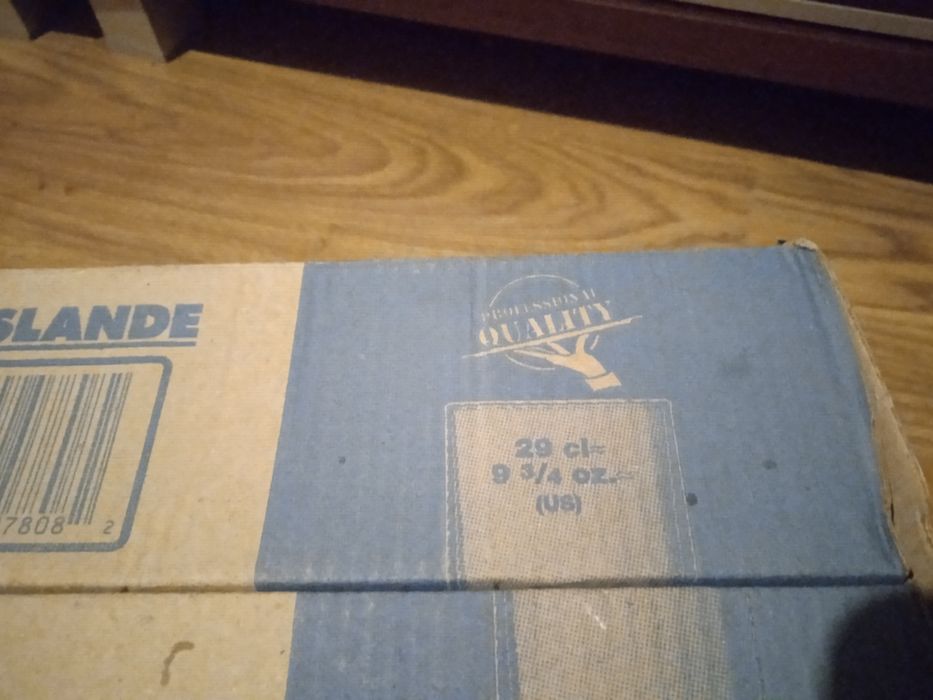 SLANDE
7808 2
PROFESSIONAL
QUALITY
29 cl≈
9 3/4 oz.≈
(US)